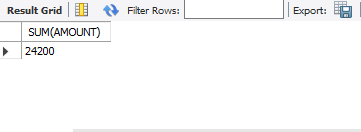 Result Grid Filter Rows: Export:
SUM(AMOUNT)
24200